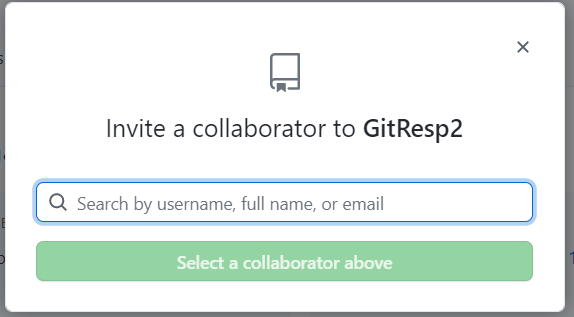 Invite a collaborator to GitResp2
Search by username, full name, or email
Select a collaborator above